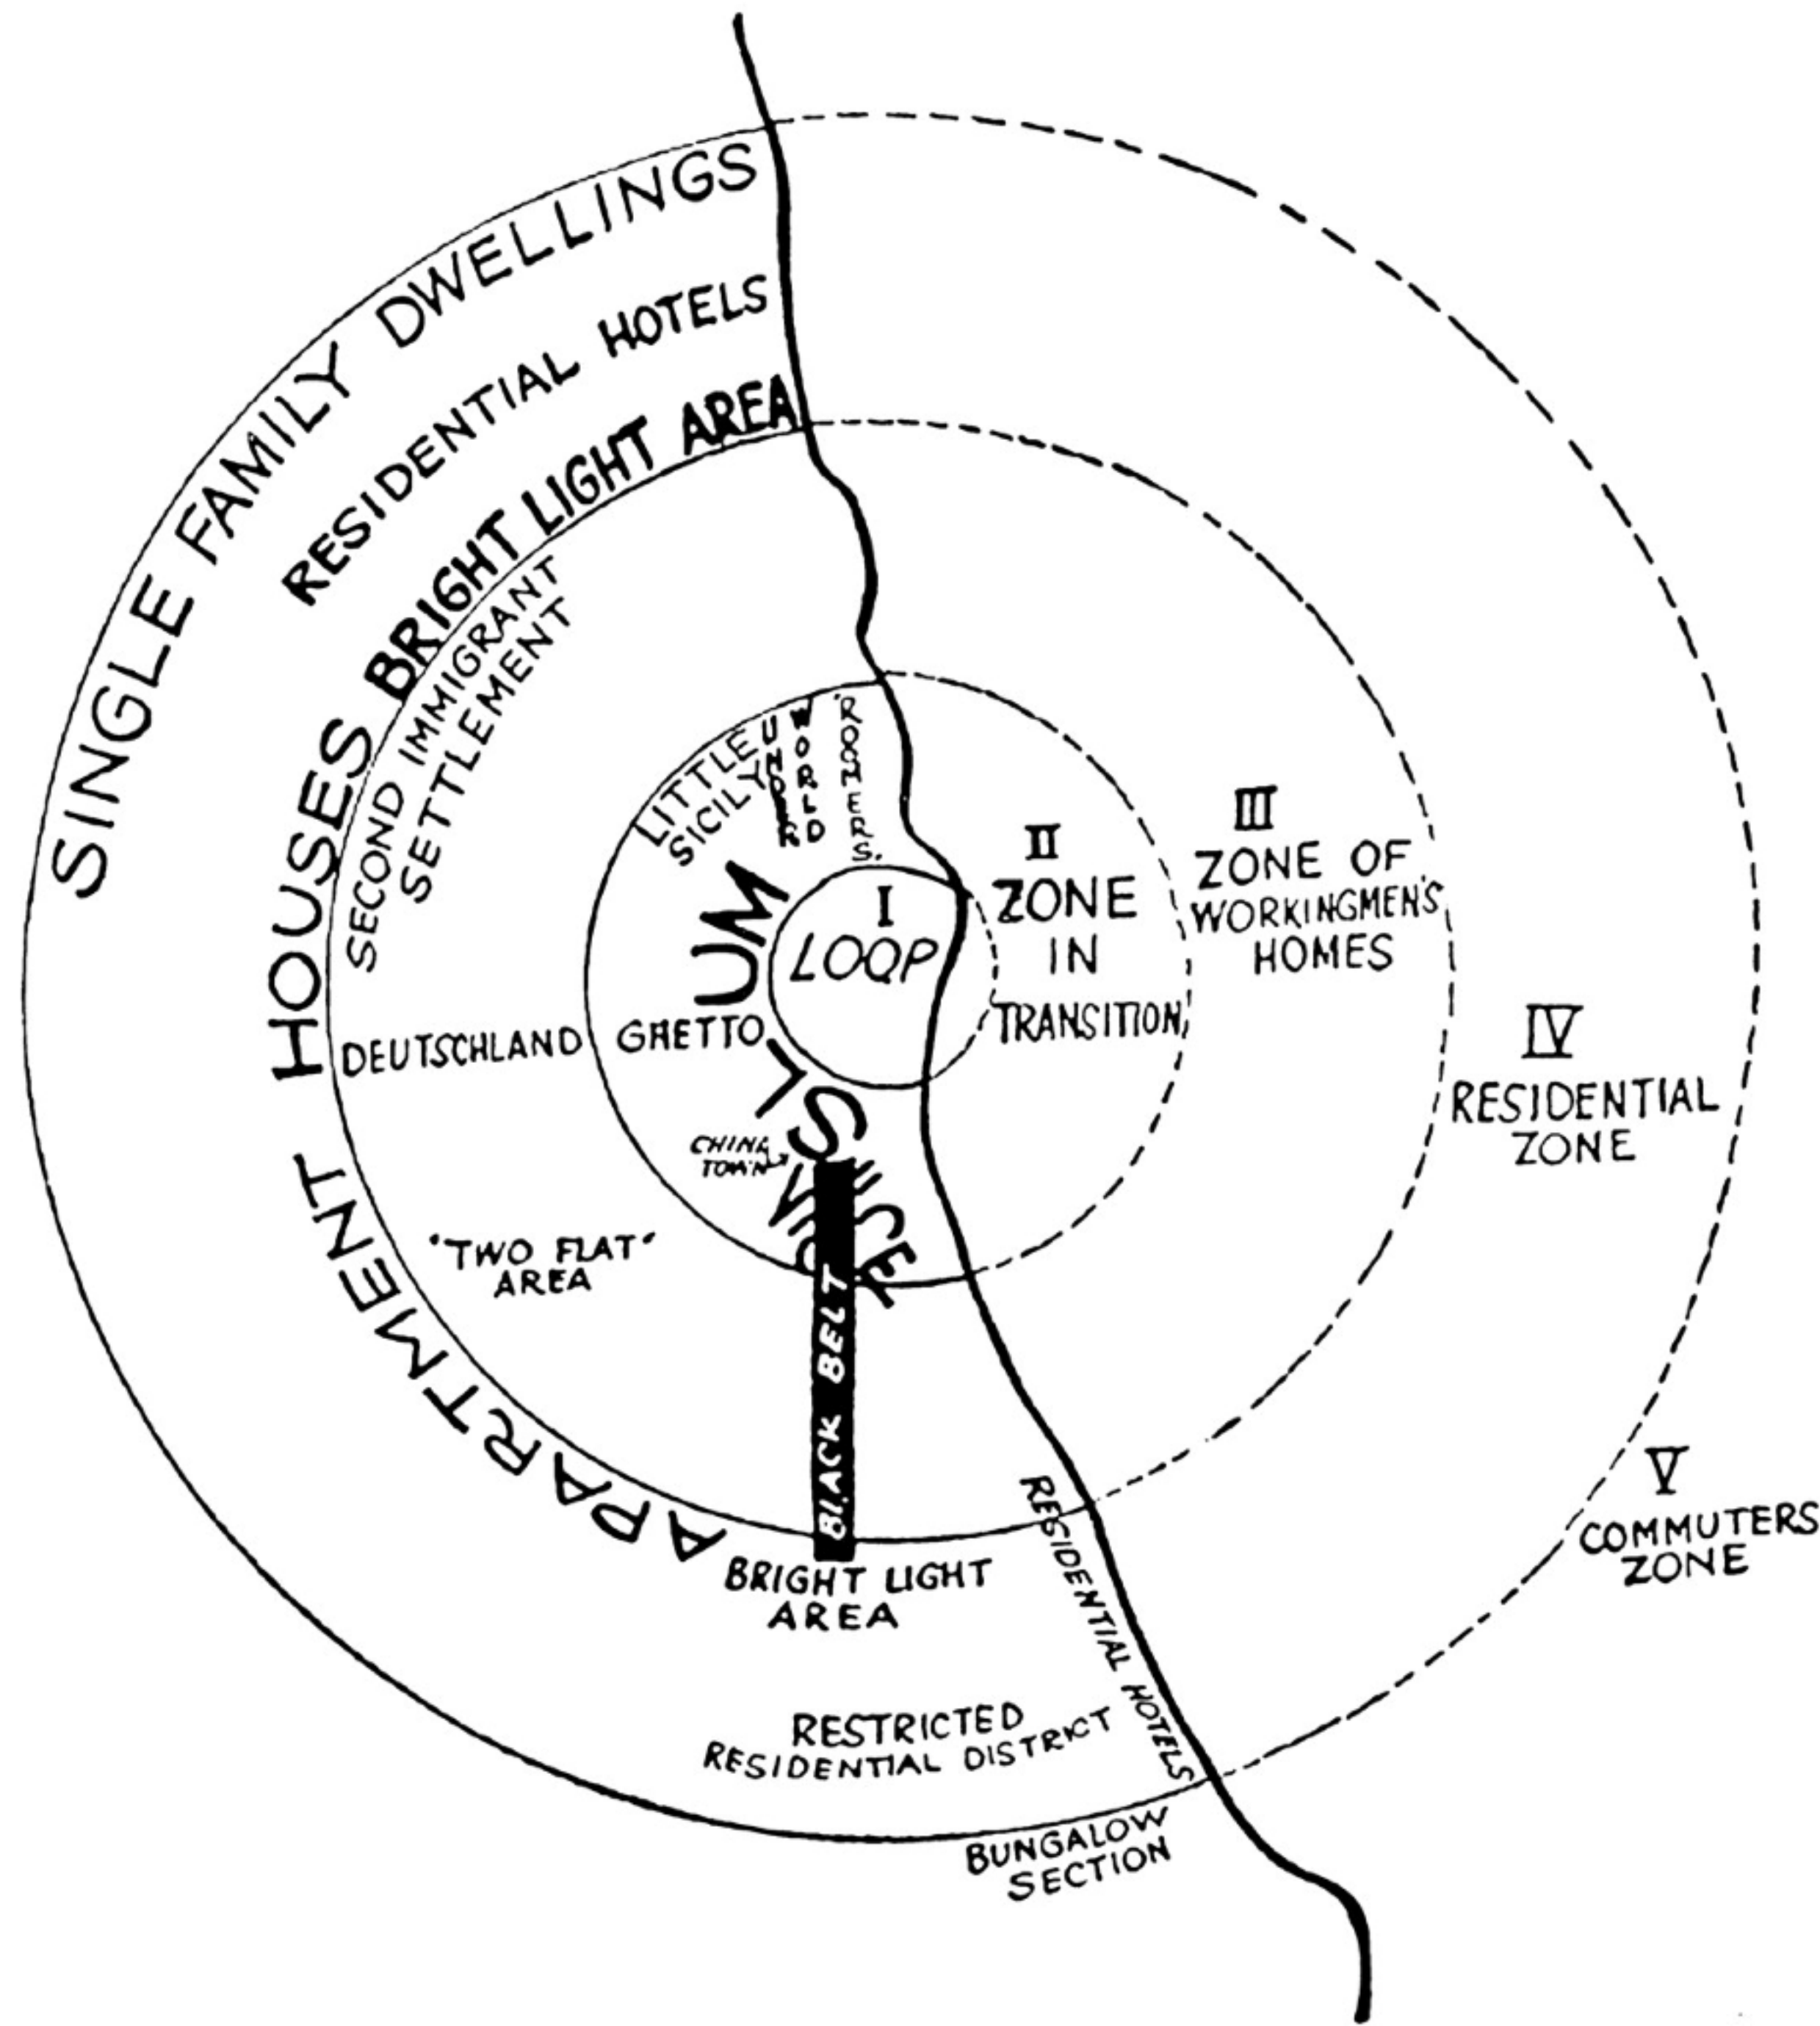 SINGLE FAMILY DWELLINGS
RESIDENTIAL HOTELS
BRIGHT LIGHT AREA
SECOND IMMIGRANT
SETTLEMENT
APARTMENT HOUSES
LITTLE
SICILY
UNDER
WORLD
ROOMERS.
I
LOOP
II
ZONE
IN
TRANSITION
III
ZONE OF
WORKINGMEN'S
HOMES
IV
RESIDENTIAL
ZONE
V
COMMUTERS
ZONE
DEUTSCHLAND
GHETTO
SLUM
CHINA
TOWN
VICE
VICE
"TWO FLAT"
AREA
BLACK BELT
BRIGHT LIGHT
AREA
RESIDENTIAL HOTELS
RESTRICTED
RESIDENTIAL DISTRICT
BUNGALOW
SECTION